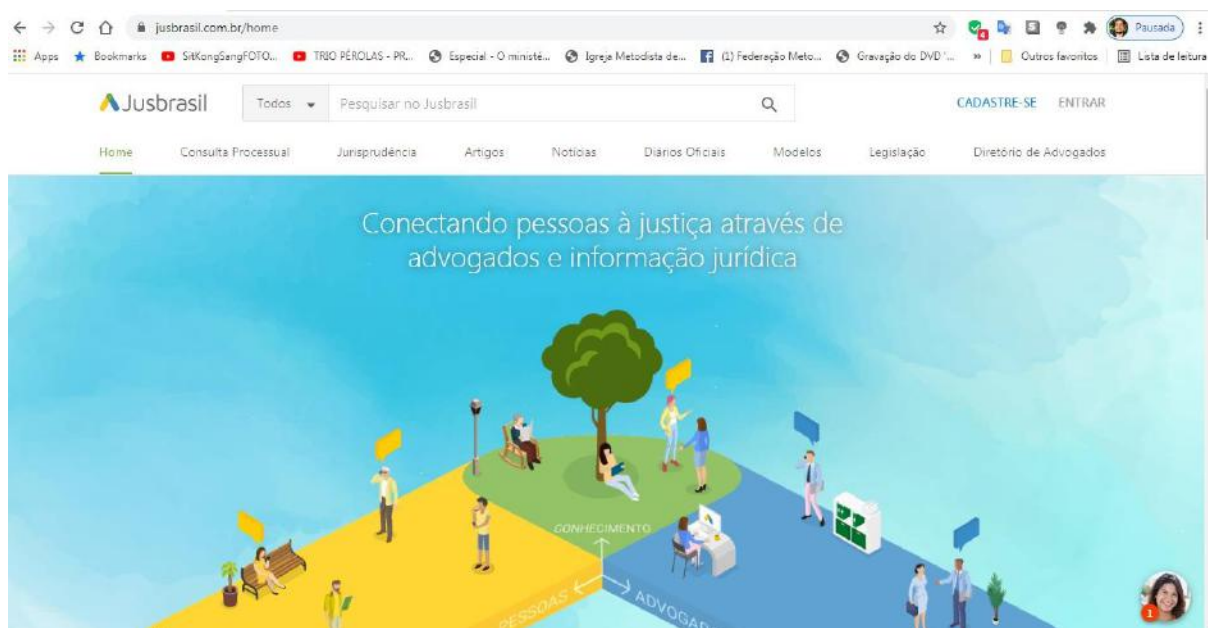 jusbrasil.com.br/home
4
Pausada
Apps Bookmarks SitKongSangFOTO... TRIO PÉROLAS - PR... Especial - O ministé... Igreja Metodista de... (1) Federação Meto... Gravação do DVD '... » Outros favoritos Lista de leitura
Jusbrasil Todos Pesquisar no Jusbrasil CADASTRE-SE ENTRAR
Home Consulta Processual Jurisprudência Artigos Notícias Diários Oficiais Modelos Legislação Diretório de Advogados
Conectando pessoas à justiça através de
advogados e informação jurídica
CONHECIMENTO
PESSOAS
ADVOGA
1